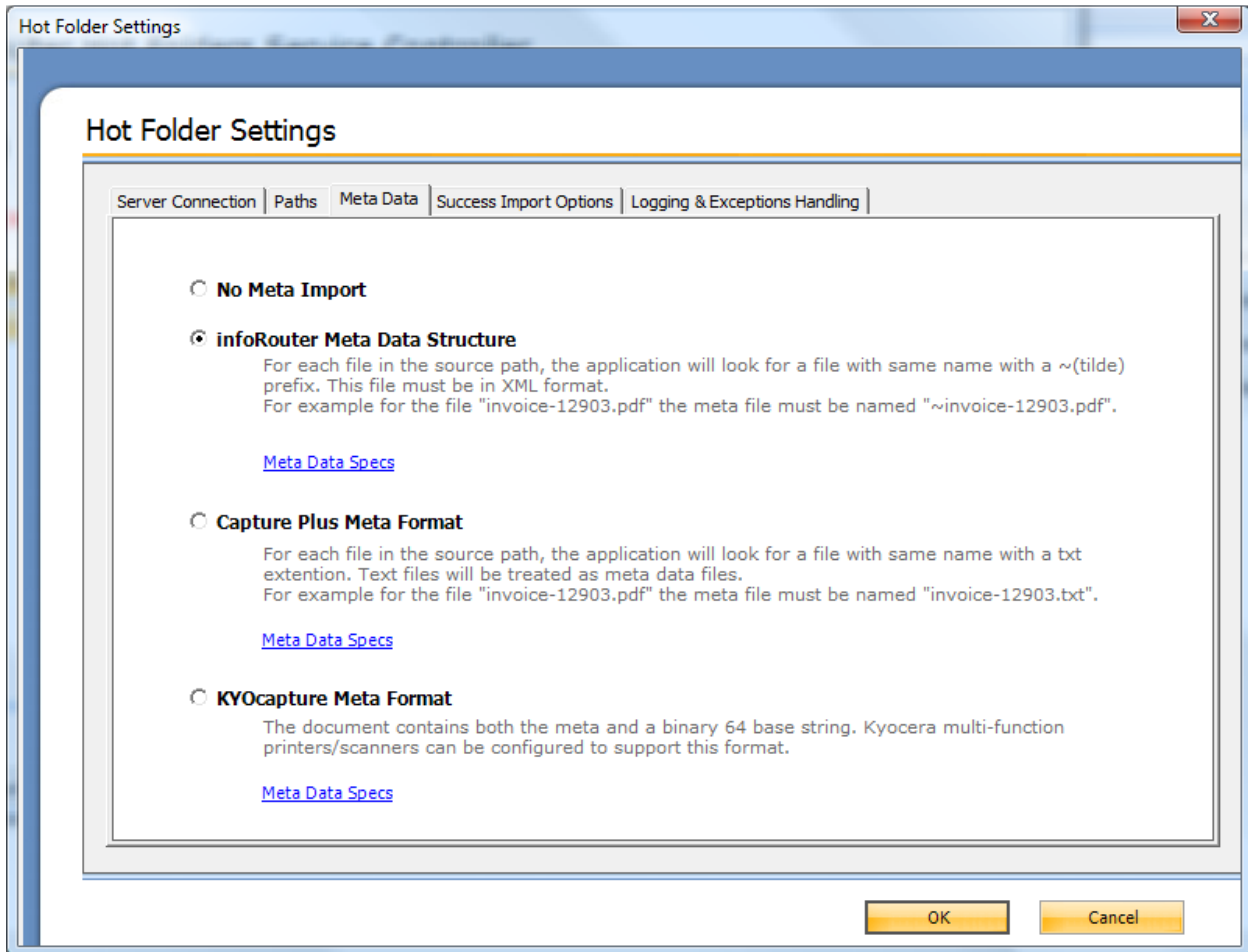 Hot Folder Settings
Hot Folder Settings
Server Connection Paths Meta Data Success Import Options Logging & Exceptions Handling
No Meta Import
infoRouter Meta Data Structure
For each file in the source path, the application will look for a file with same name with a ~(tilde)
prefix. This file must be in XML format.
For example for the file "invoice-12903.pdf" the meta file must be named "~invoice-12903.pdf".
Meta Data Specs
Capture Plus Meta Format
For each file in the source path, the application will look for a file with same name with a txt
extention. Text files will be treated as meta data files.
For example for the file "invoice-12903.pdf" the meta file must be named "invoice-12903.txt".
Meta Data Specs
KYOcapture Meta Format
The document contains both the meta and a binary 64 base string. Kyocera multi-function
printers/scanners can be configured to support this format.
Meta Data Specs
OK Cancel